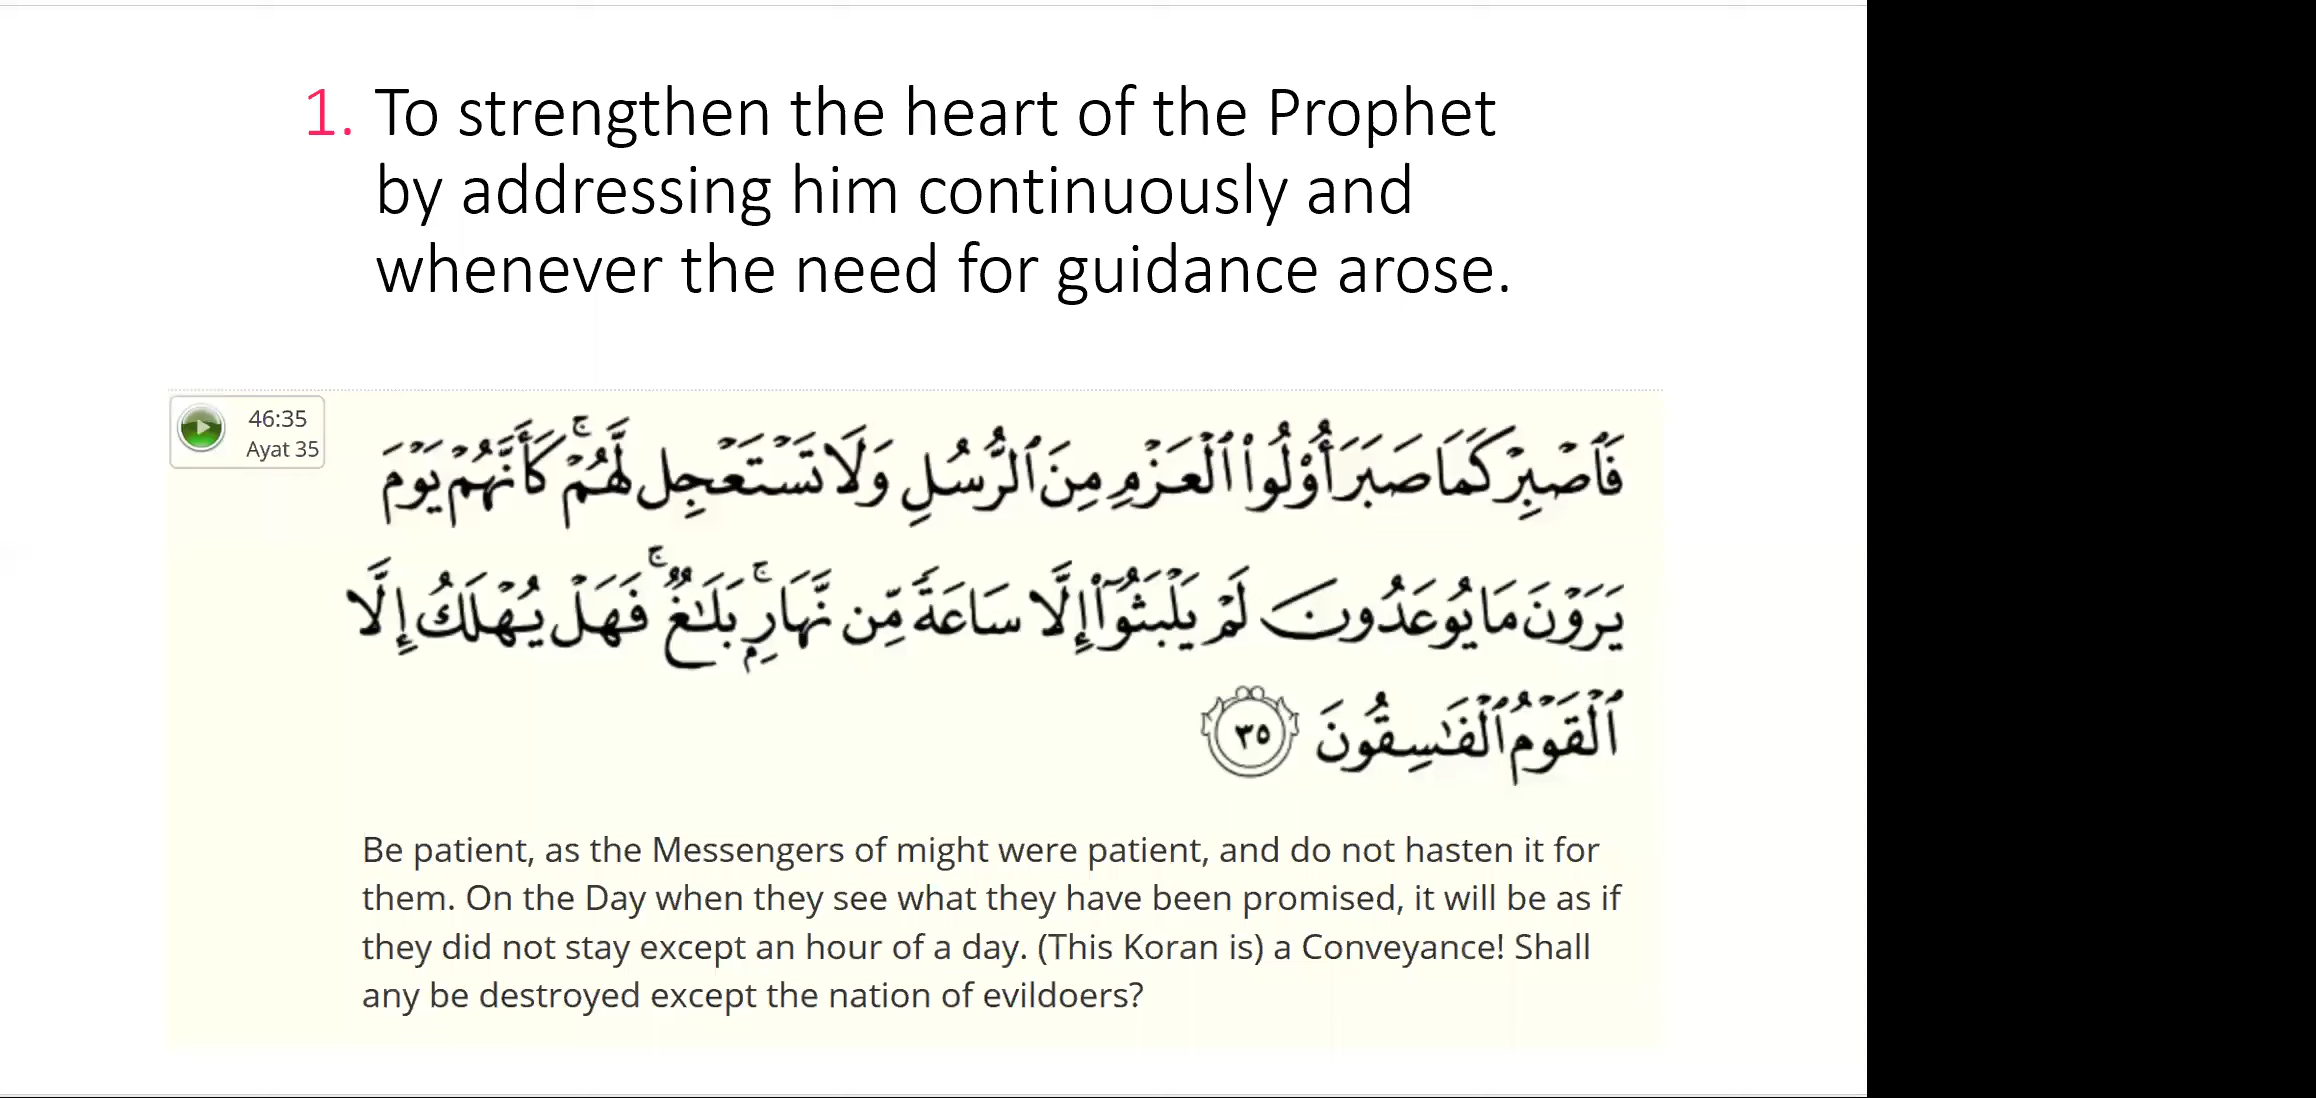 1. To strengthen the heart of the Prophet
by addressing him continuously and
whenever the need for guidance arose.
46:35
Ayat 35
فَٱصۡبِرۡ كَمَا صَبَرَ أُوْلُواْ ٱلۡعَزۡمِ مِنَ ٱلرُّسُلِ وَلَا تَسۡتَعۡجِل لَّهُمۡۚ كَأَنَّهُمۡ يَوۡمَ
يَرَوۡنَ مَا يُوعَدُونَ لَمۡ يَلۡبَثُوٓاْ إِلَّا سَاعَةٗ مِّن نَّهَارِۭۚ بَلَٰغٞۚ فَهَلۡ يُهۡلَكُ إِلَّا
ٱلۡقَوۡمُ ٱلۡفَٰسِقُونَ ٣٥
Be patient, as the Messengers of might were patient, and do not hasten it for
them. On the Day when they see what they have been promised, it will be as if
they did not stay except an hour of a day. (This Koran is) a Conveyance! Shall
any be destroyed except the nation of evildoers?